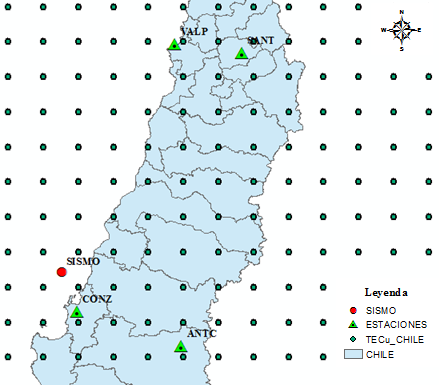 VALP
SANT
N
W E
S
SISMO
CONZ
ANTC
Leyenda
SISMO
ESTACIONES
TECu_CHILE
CHILE